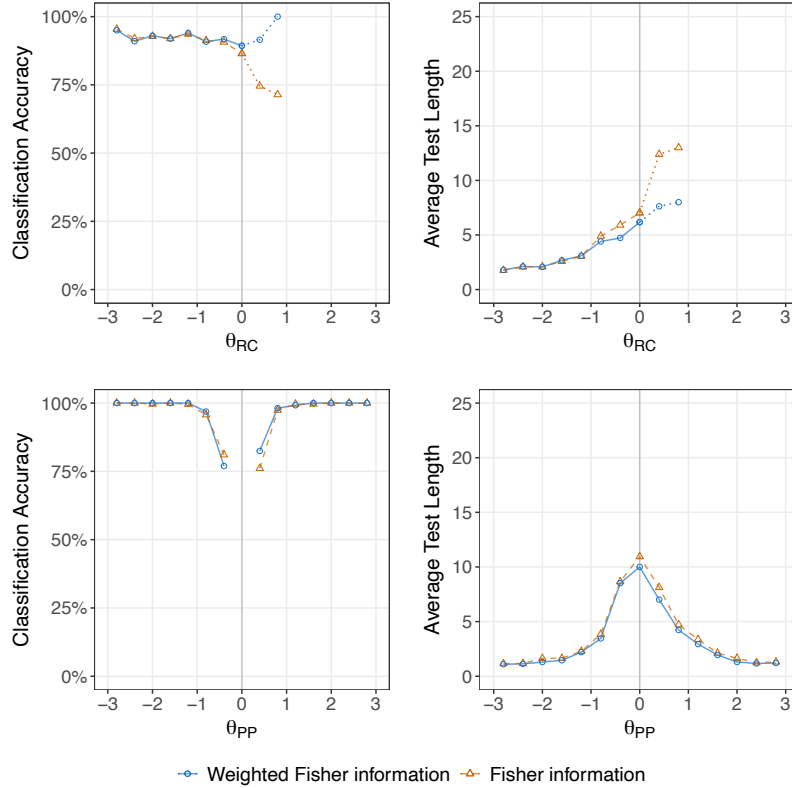 Classification Accuracy
100%
75%
50%
25%
0%
−3 −2 −1 0 1 2 3
θRC
Average Test Length
25
20
15
10
5
0
−3 −2 −1 0 1 2 3
θRC
Classification Accuracy
100%
75%
50%
25%
0%
−3 −2 −1 0 1 2 3
θPP
Average Test Length
25
20
15
10
5
0
−3 −2 −1 0 1 2 3
θPP
Weighted Fisher information Fisher information